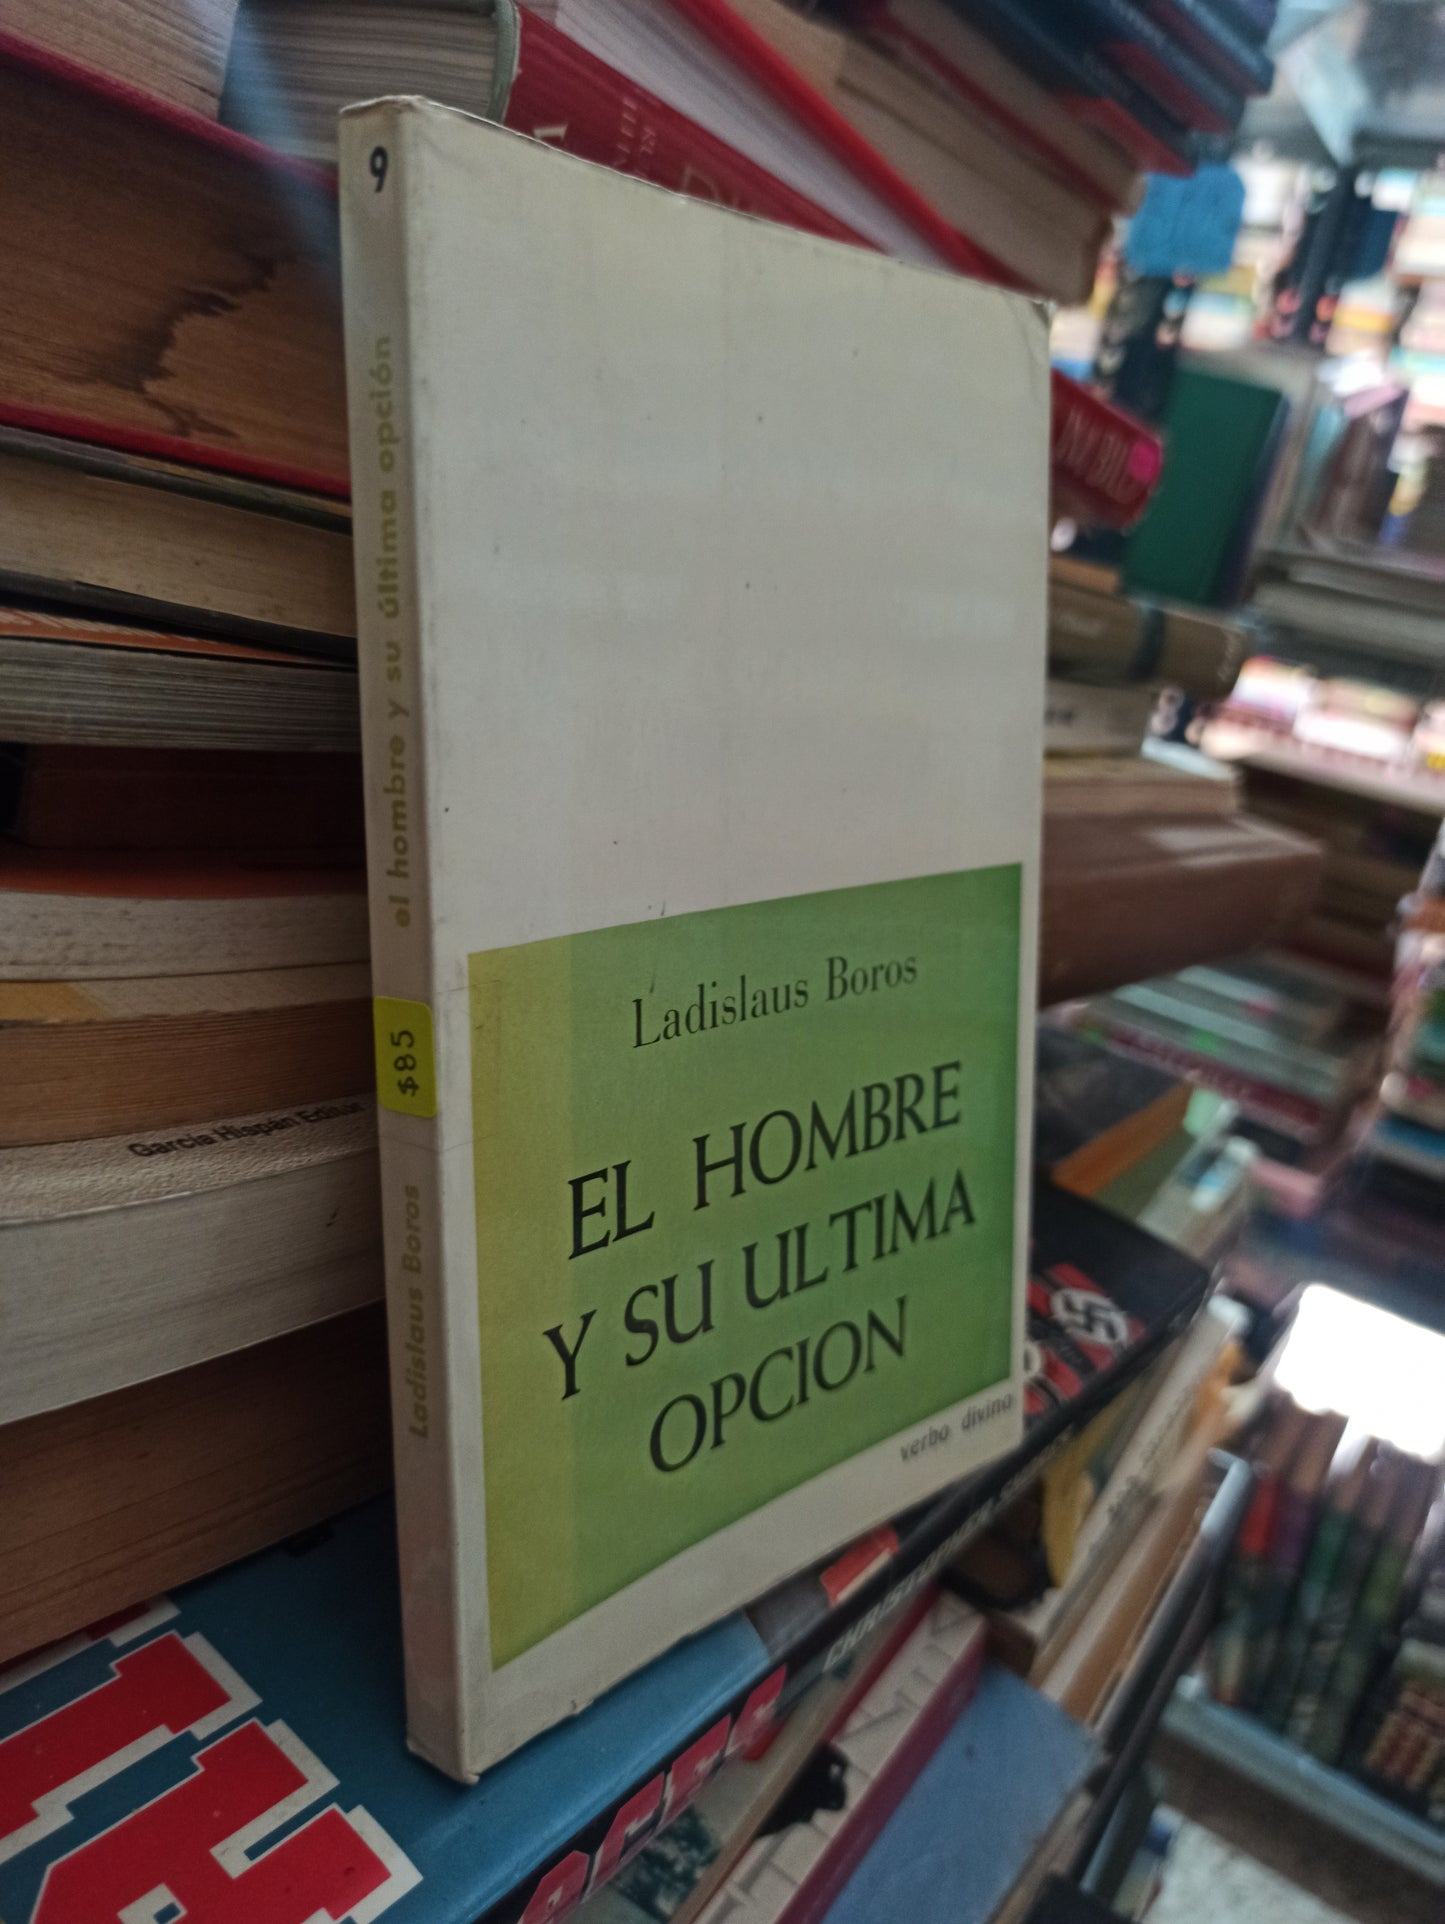 9
el hombre y su última opción
$85
Ladislaus Boros
Ladislaus Boros
EL HOMBRE
Y SU ULTIMA
OPCION
verbo divino
García Hispán Editor